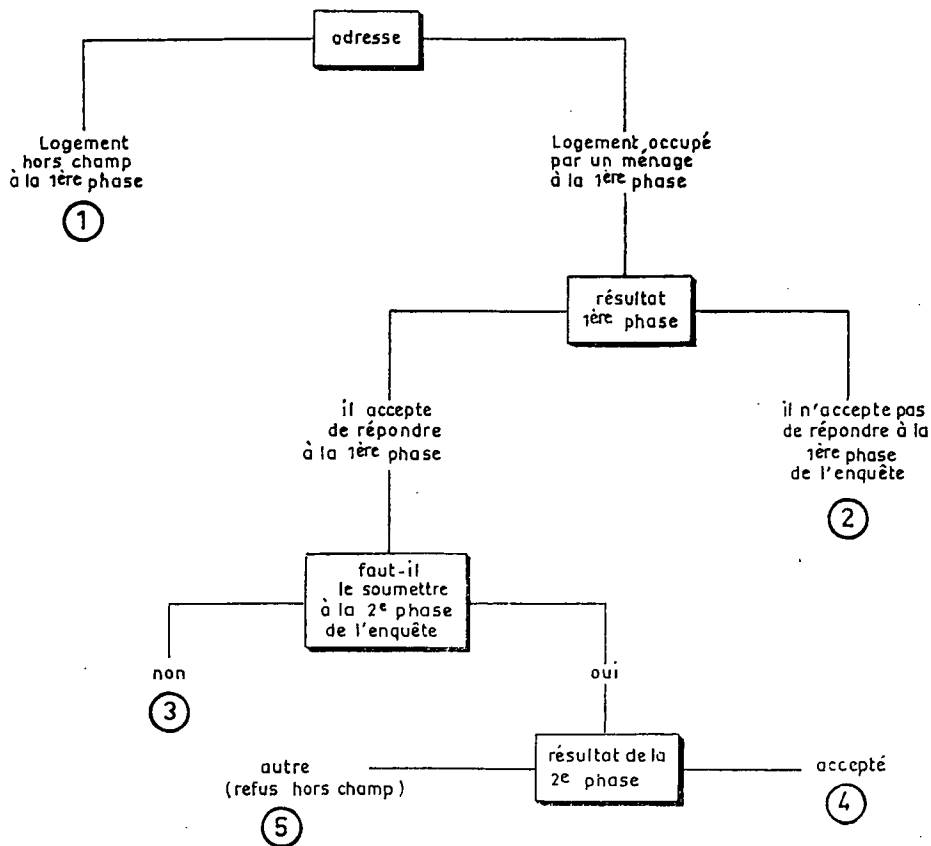 adresse
Logement
hors champ
à la 1ère phase
1
Logement occupé
par un ménage
à la 1ère phase
résultat
1ère phase
il accepte
de répondre
à la 1ère phase
il n'accepte pas
de répondre à la
1ère phase
de l'enquête
2
faut-il
le soumettre
à la 2e phase
de l'enquête
non
3
oui
résultat de la
2e phase
autre
(refus hors champ)
5
accepté
4